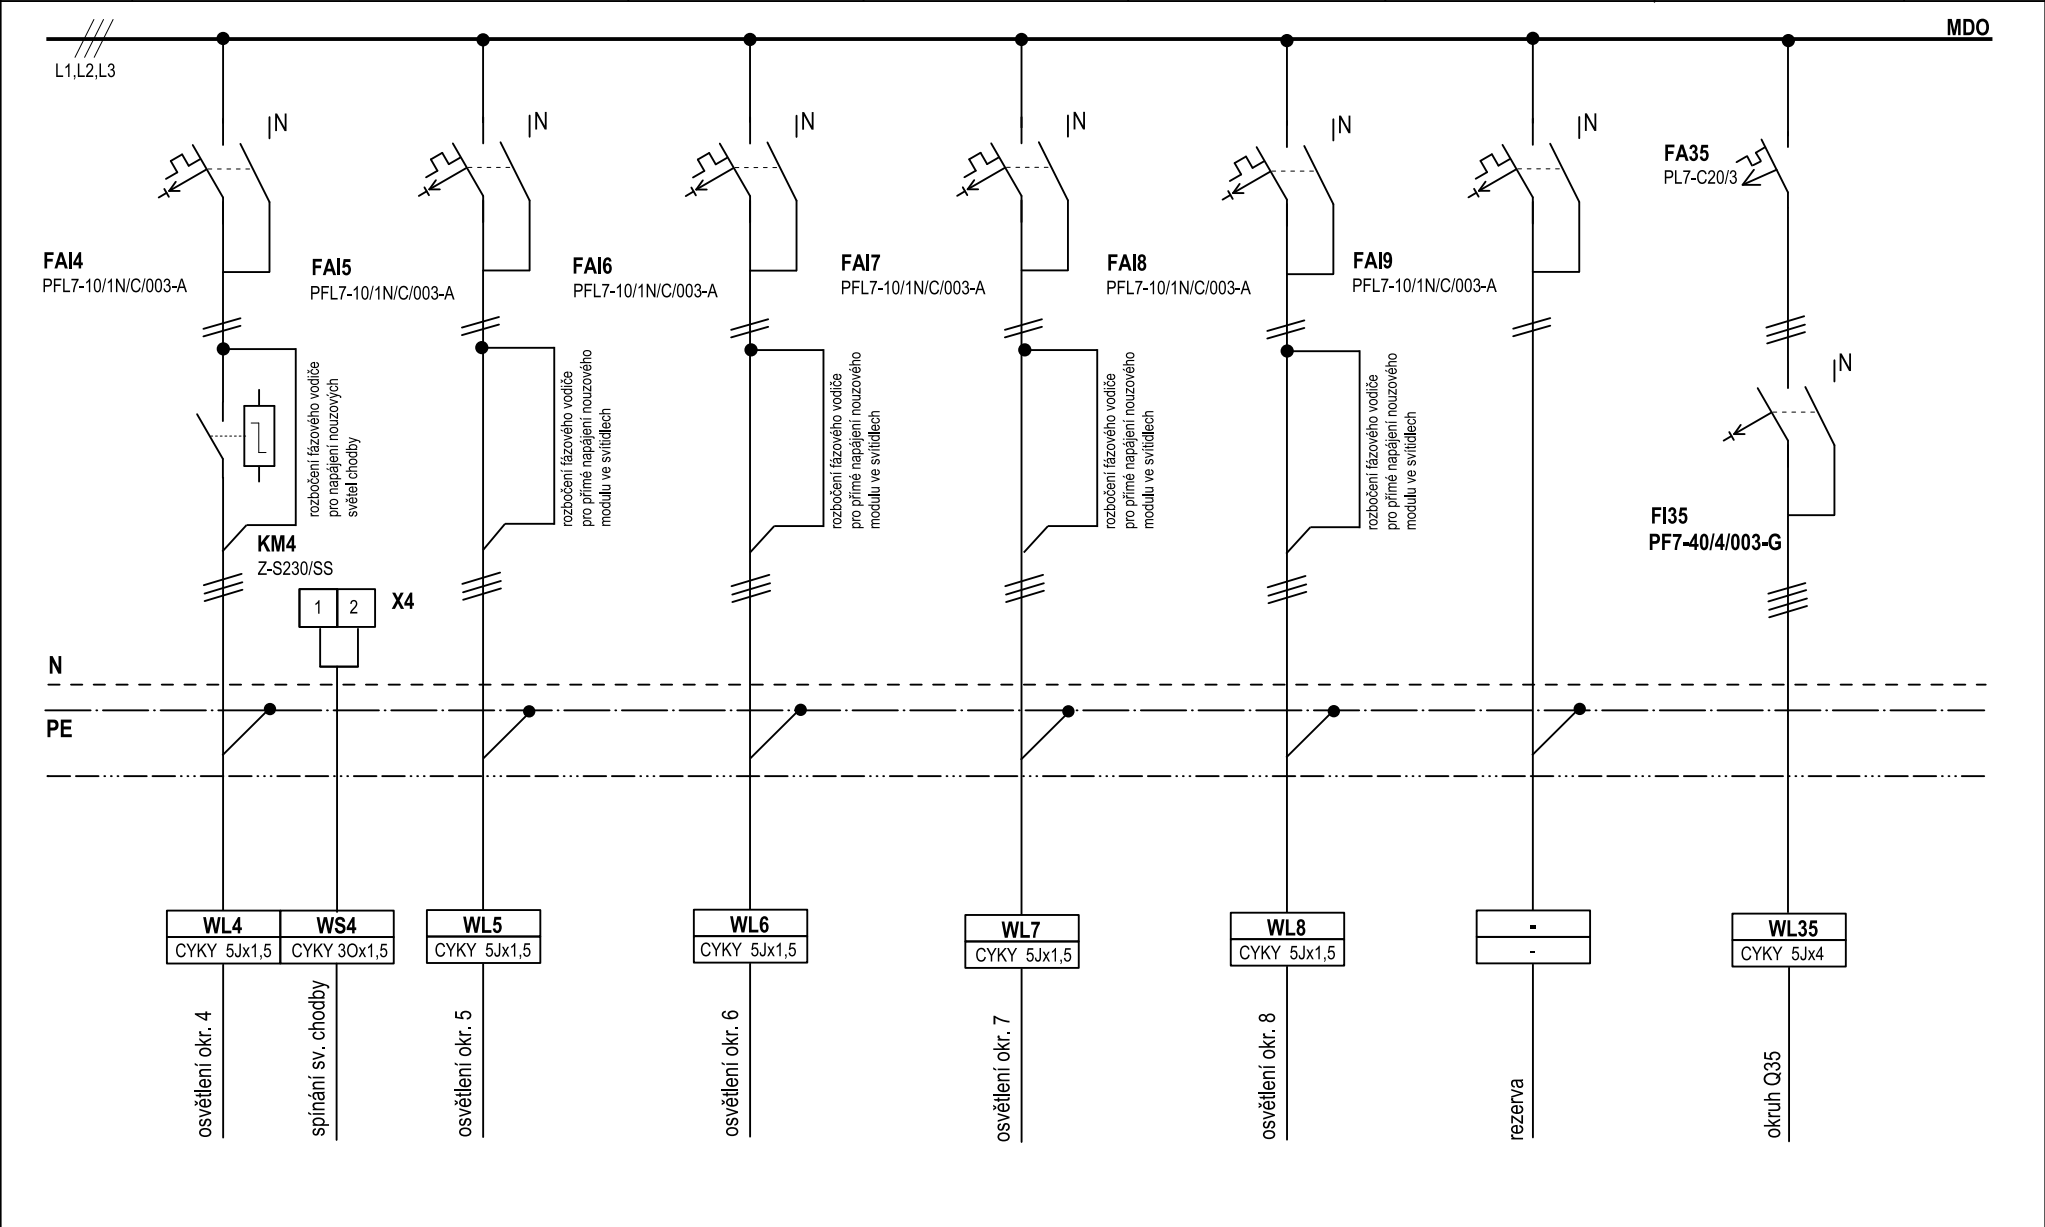 MDO
L1,L2,L3
N
N
N
N
N
N
FA35
PL7-C20/3
FAI4
PFL7-10/1N/C/003-A
FAI5
PFL7-10/1N/C/003-A
FAI6
PFL7-10/1N/C/003-A
FAI7
PFL7-10/1N/C/003-A
FAI8
PFL7-10/1N/C/003-A
FAI9
PFL7-10/1N/C/003-A
rozbočení fázového vodiče
pro napájení nouzových
světel chodby
rozbočení fázového vodiče
pro přímé napájení nouzového
modulu ve svítidlech
rozbočení fázového vodiče
pro přímé napájení nouzového
modulu ve svítidlech
rozbočení fázového vodiče
pro přímé napájení nouzového
modulu ve svítidlech
rozbočení fázového vodiče
pro přímé napájení nouzového
modulu ve svítidlech
N
FI35
PF7-40/4/003-G
KM4
Z-S230/SS
1 2 X4
N
PE
WL4
CYKY 5Jx1,5
WS4
CYKY 3Ox1,5
WL5
CYKY 5Jx1,5
WL6
CYKY 5Jx1,5
WL7
CYKY 5Jx1,5
WL8
CYKY 5Jx1,5
-
-
WL35
CYKY 5Jx4
osvětlení okr. 4
spínání sv. chodby
osvětlení okr. 5
osvětlení okr. 6
osvětlení okr. 7
osvětlení okr. 8
rezerva
okruh Q35